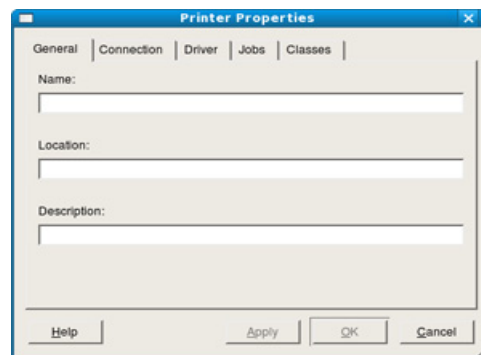 Printer Properties
General Connection Driver Jobs Classes
Name:
Location:
Description:
Help Apply OK Cancel